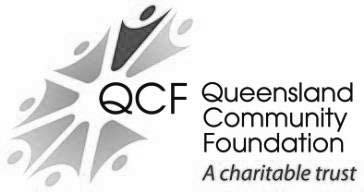 QCF Queensland
Community
Foundation
A charitable trust